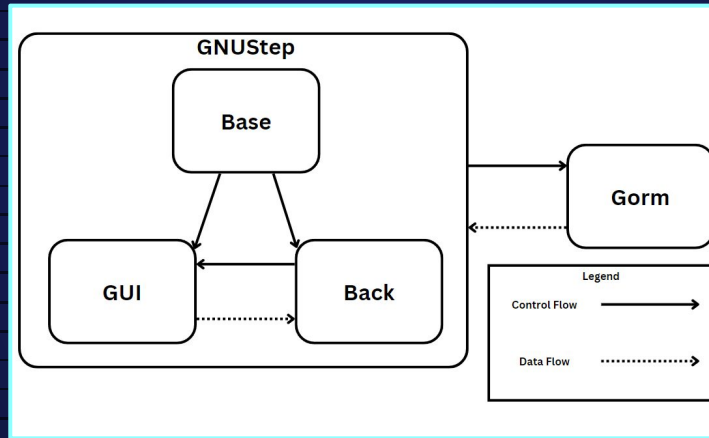 GNUStep
Base
GUI
Back
Gorm
Legend
Control Flow
Data Flow